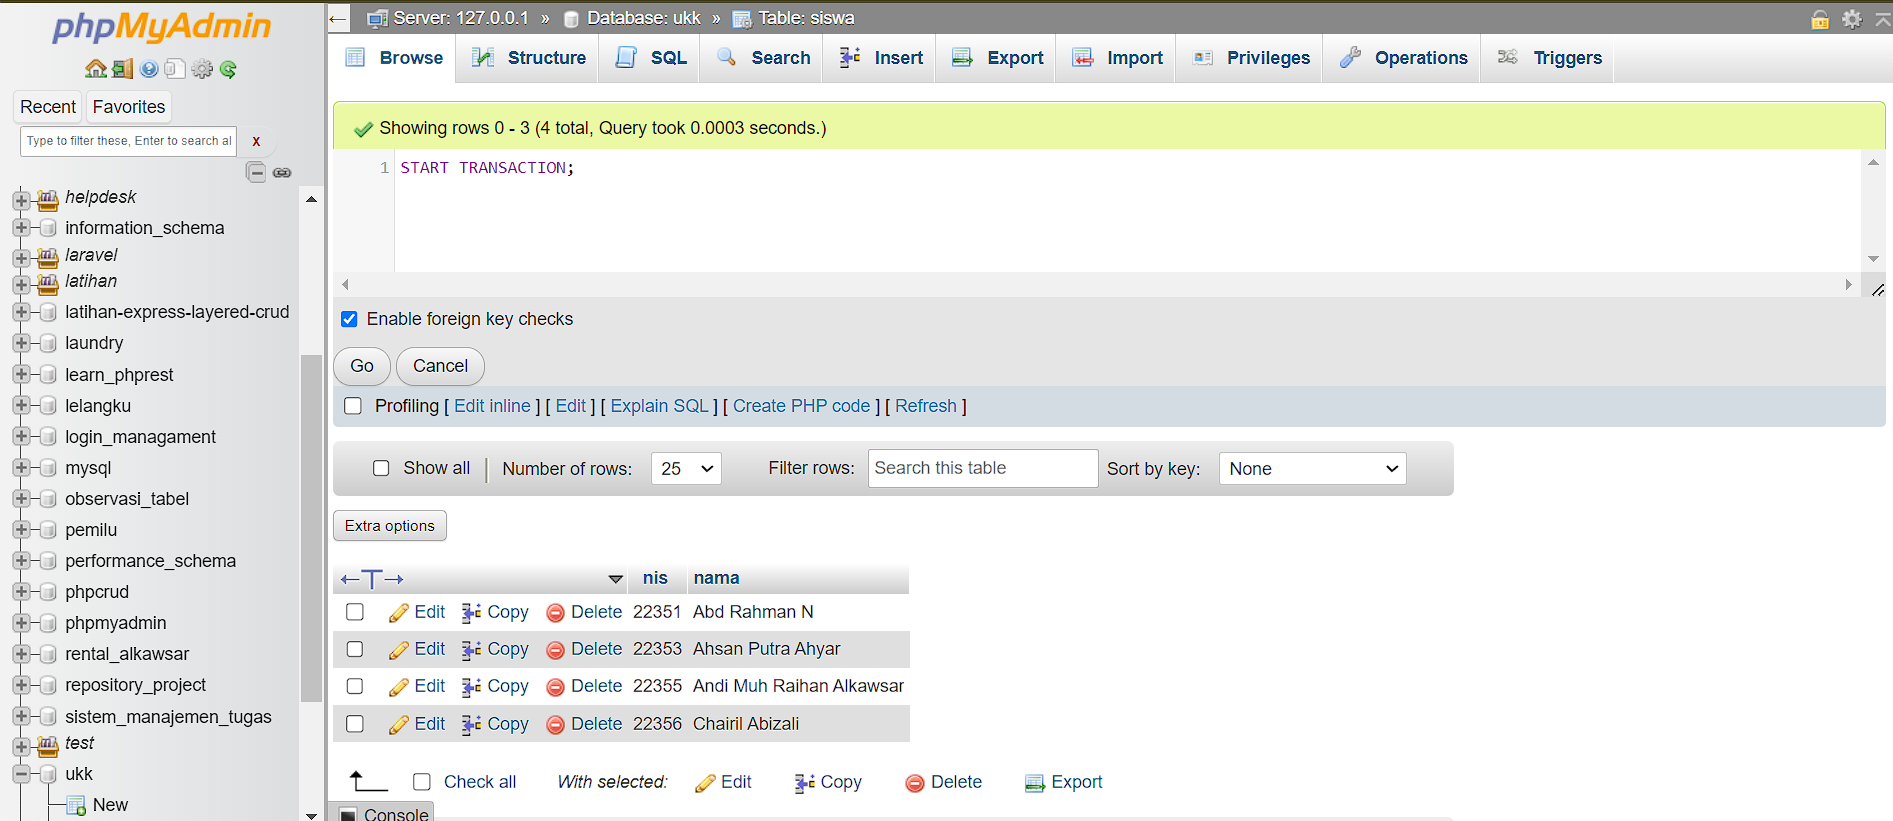 phpMyAdmin
Recent Favorites
Type to filter these, Enter to search al X
helpdesk
information_schema
laravel
latihan
latihan-express-layered-crud
laundry
learn_phprest
lelangku
login_managament
mysql
observasi_tabel
pemilu
performance_schema
phpcrud
phpmyadmin
rental_alkawsar
repository_project
sistem_manajemen_tugas
test
ukk
New
Server: 127.0.0.1 » Database: ukk » Table: siswa
Browse Structure SQL Search Insert Export Import Privileges Operations Triggers
Showing rows 0 - 3 (4 total, Query took 0.0003 seconds.)
1 START TRANSACTION;
Enable foreign key checks
Go Cancel
Profiling [ Edit inline ] [ Edit ] [ Explain SQL ] [ Create PHP code ] [ Refresh ]
Show all Number of rows: 25 Filter rows: Search this table Sort by key: None
Extra options
nis nama
Edit Copy Delete 22351 Abd Rahman N
Edit Copy Delete 22353 Ahsan Putra Ahyar
Edit Copy Delete 22355 Andi Muh Raihan Alkawsar
Edit Copy Delete 22356 Chairil Abizali
Check all With selected: Edit Copy Delete Export
Console